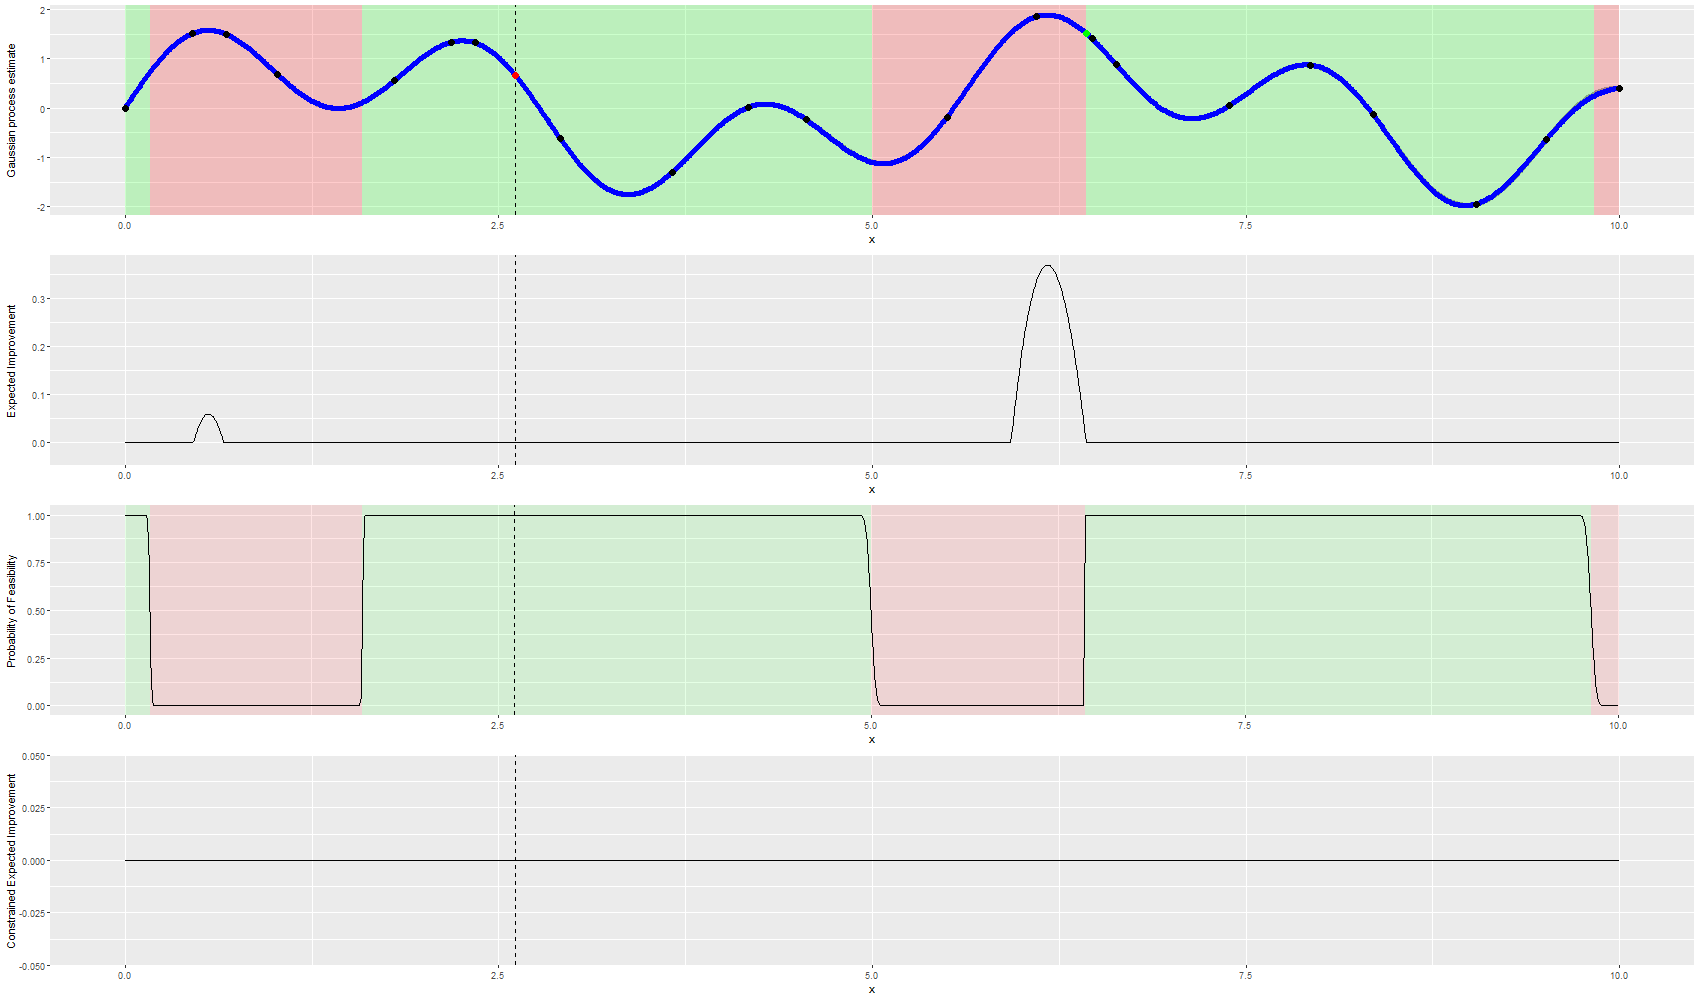 Gaussian process estimate
2
1
0
-1
-2
0.0 2.5 5.0 7.5 10.0
x
Expected Improvement
0.3
0.2
0.1
0.0
0.0 2.5 5.0 7.5 10.0
x
Probability of Feasibility
1.00
0.75
0.50
0.25
0.00
0.0 2.5 5.0 7.5 10.0
x
Constrained Expected Improvement
0.050
0.025
0.000
-0.025
-0.050
0.0 2.5 5.0 7.5 10.0
x